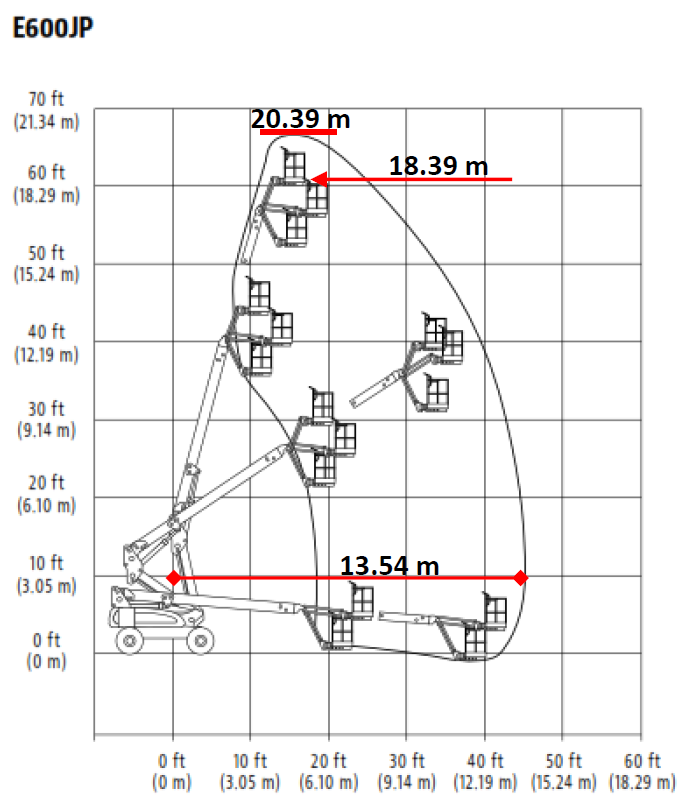 E600JP
70 ft
(21.34 m)
20.39 m
18.39 m
60 ft
(18.29 m)
50 ft
(15.24 m)
40 ft
(12.19 m)
30 ft
(9.14 m)
20 ft
(6.10 m)
13.54 m
10 ft
(3.05 m)
0 ft
(0 m)
0 ft 10 ft 20 ft 30 ft 40 ft 50 ft 60 ft
(0 m) (3.05 m) (6.10 m) (9.14 m) (12.19 m) (15.24 m) (18.29 m)